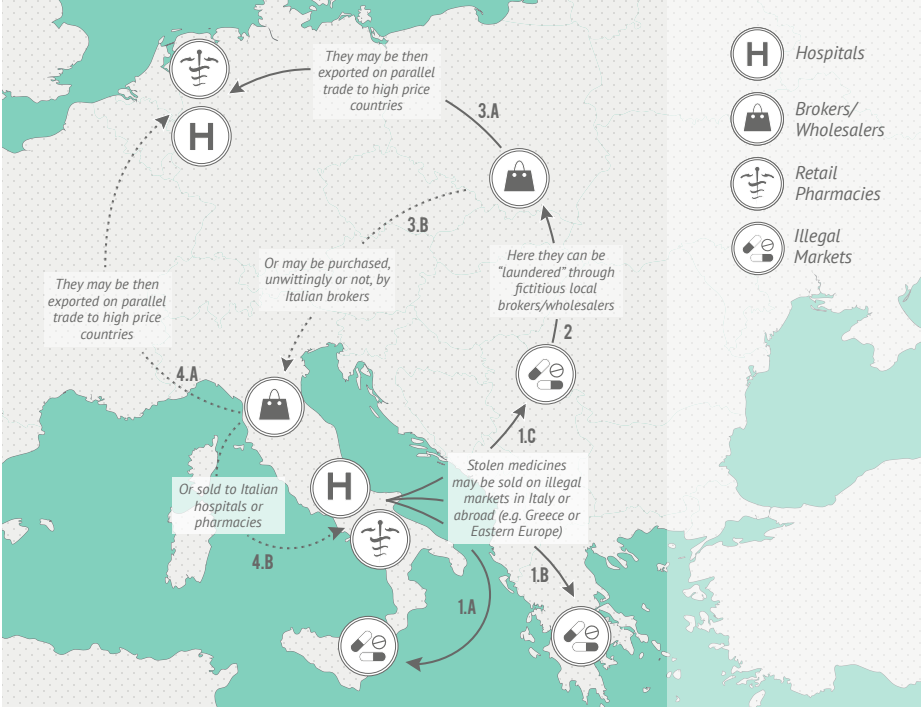 They may be then
exported on parallel
trade to high price
countries
H
3.A
3.B
Or may be purchased,
unwittingly or not, by
Italian brokers
Here they can be
“laundered” through
fictitious local
brokers/wholesalers
2
They may be then
exported on parallel
trade to high price
countries
4.A
1.C
Stolen medicines
may be sold on illegal
markets in Italy or
abroad (e.g. Greece or
Eastern Europe)
H
Or sold to Italian
hospitals or
pharmacies
4.B
1.B
1.A
H
Hospitals
Brokers/
Wholesalers
Retail
Pharmacies
Illegal
Markets